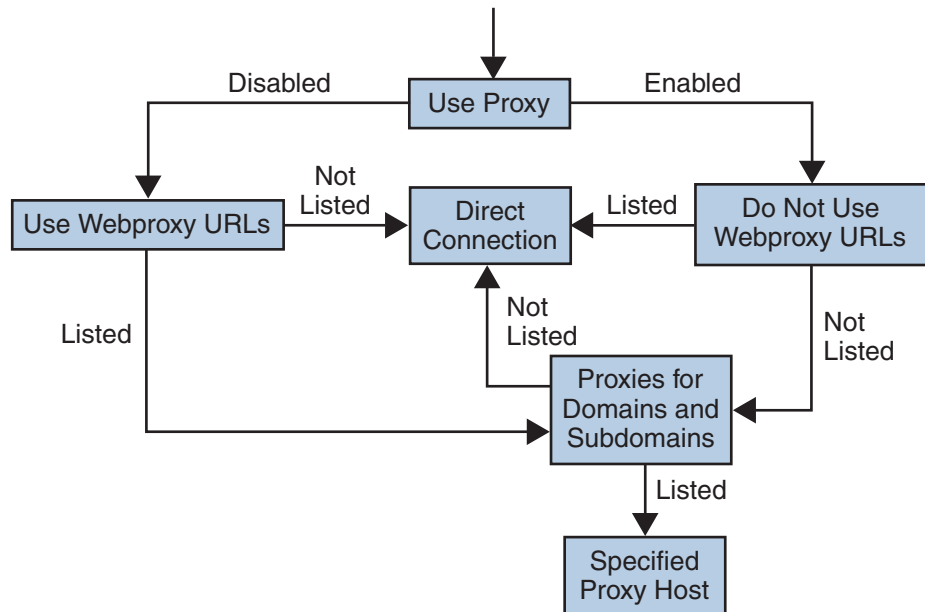 Disabled
Enabled
Use Proxy
Not
Listed
Use Webproxy URLs
Direct
Connection
Listed
Do Not Use
Webproxy URLs
Listed
Not
Listed
Not
Listed
Proxies for
Domains and
Subdomains
Listed
Specified
Proxy Host